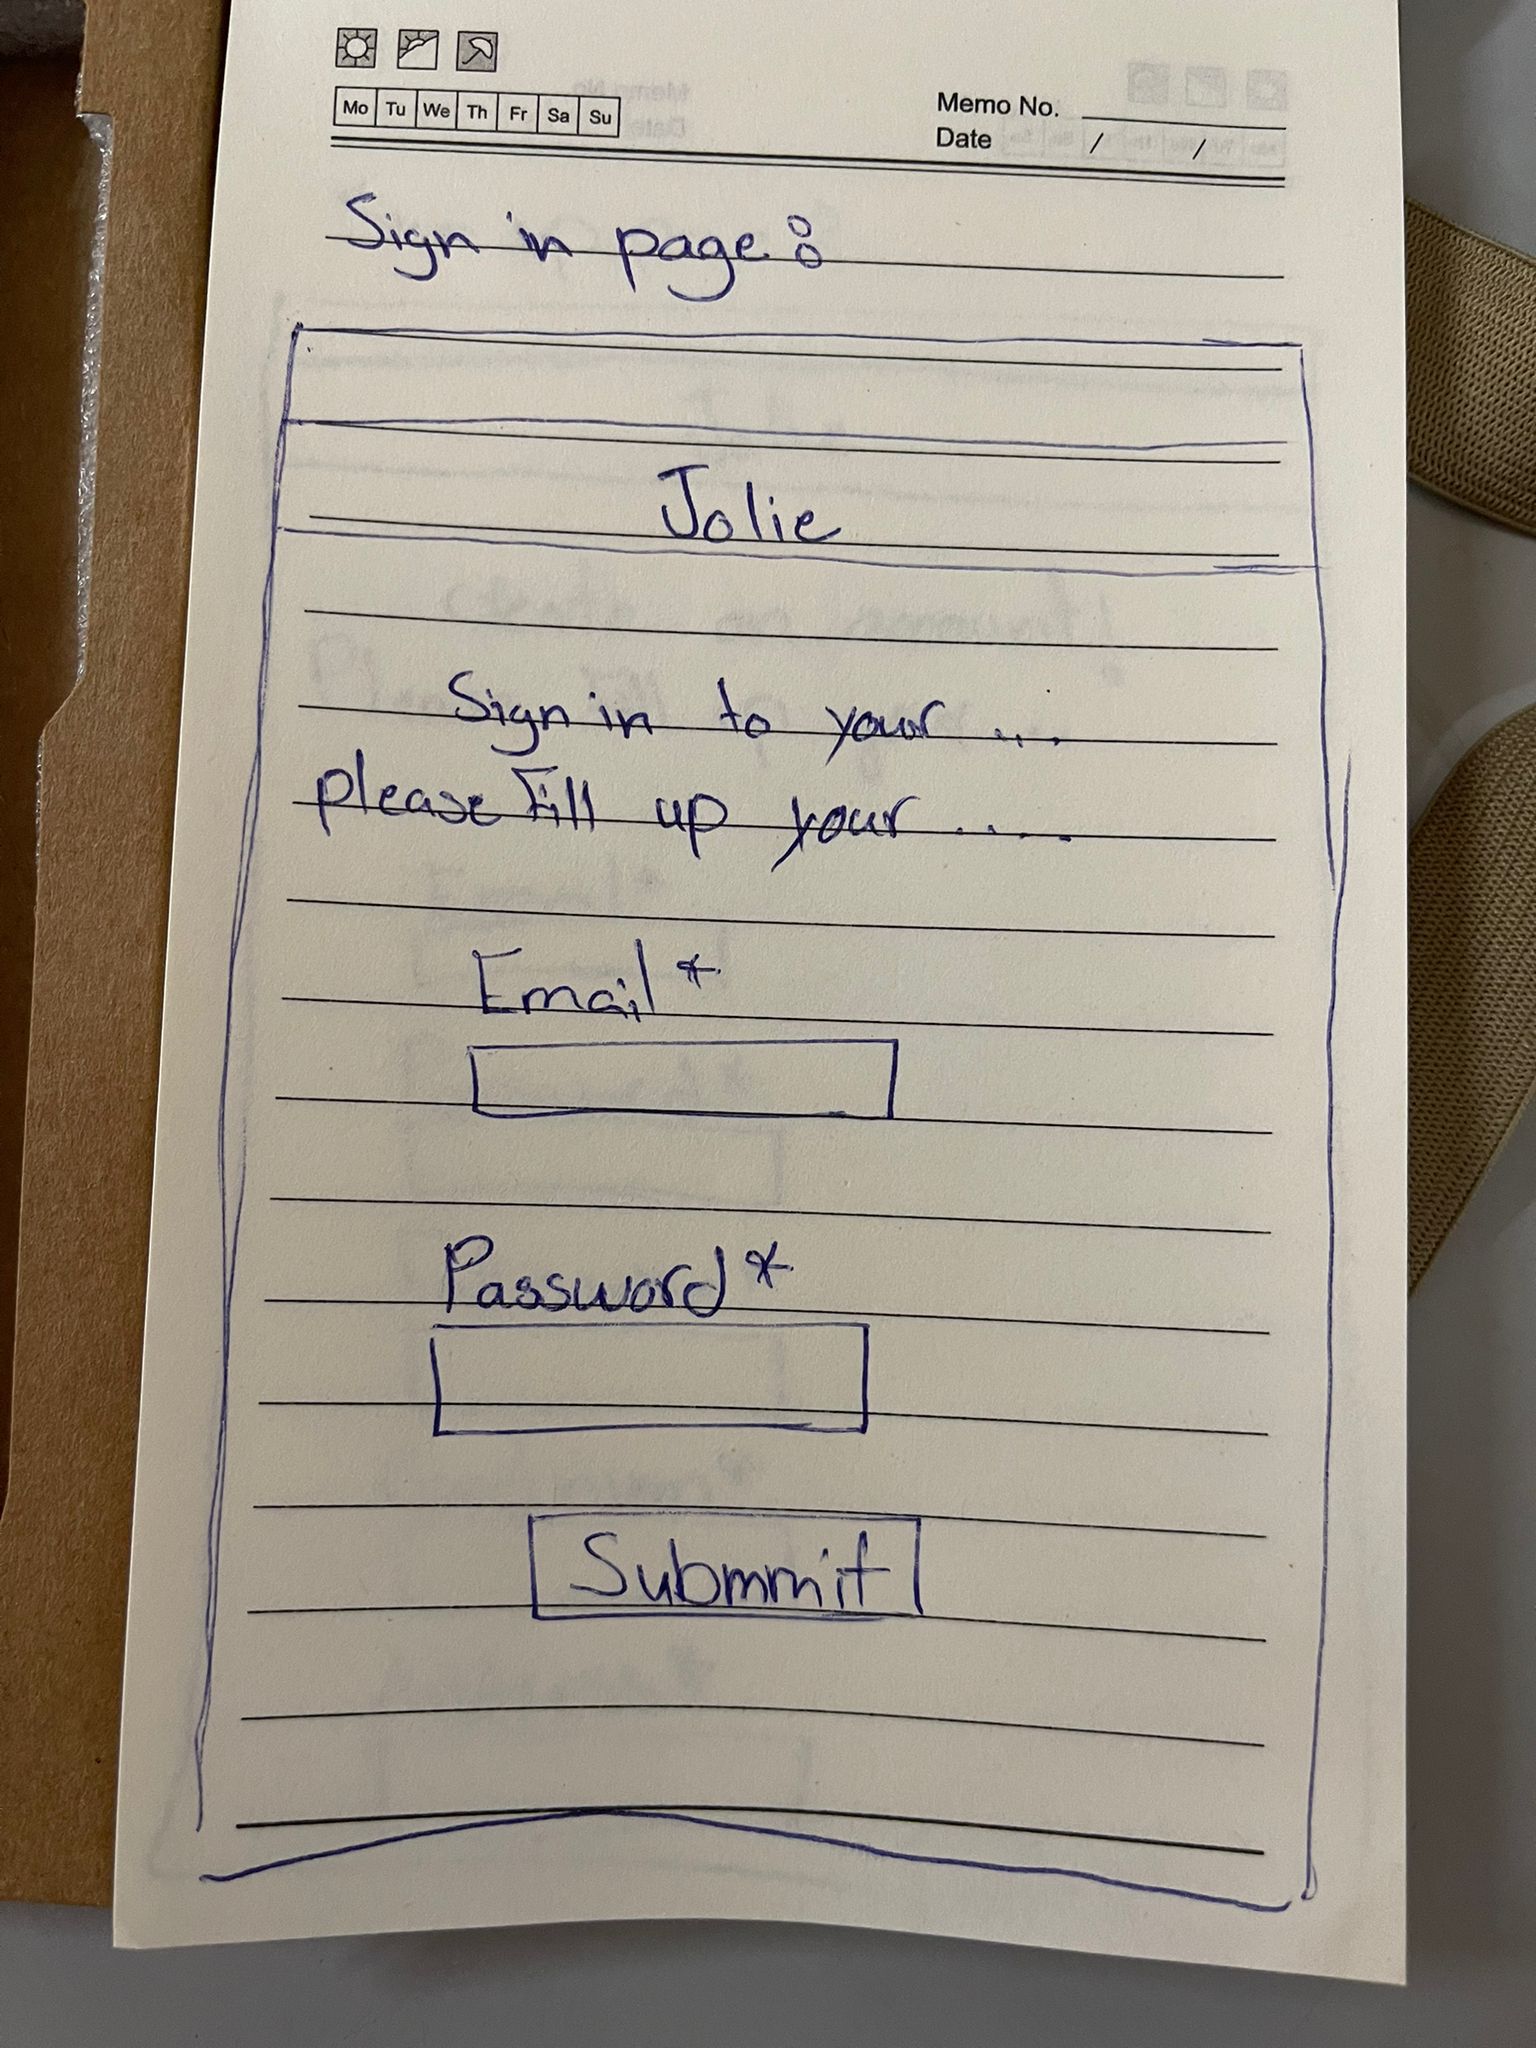 Mo Tu We Th Fr Sa Su
Memo No.
Date / /
Sign in page:
Jolie
Sign in to your ...
please Fill up your .....
Email *
Password *
Submmit